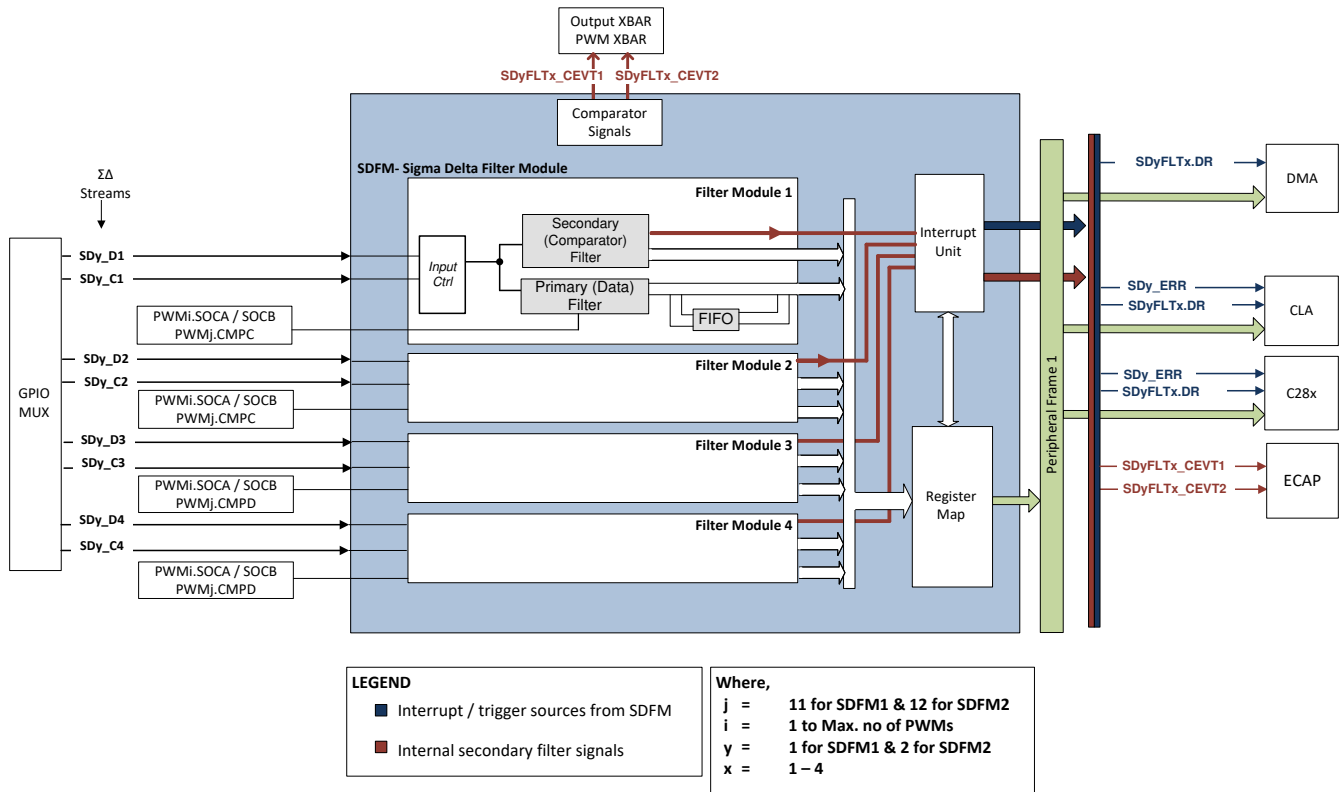 Output XBAR
PWM XBAR
SDyFLTx_CEVT1
SDyFLTx_CEVT2
Comparator
Signals
SDFM- Sigma Delta Filter Module
ΣΔ
Streams
Filter Module 1
Secondary
(Comparator)
Filter
Input
Ctrl
Primary (Data)
Filter
FIFO
Interrupt
Unit
SDy_D1
SDy_C1
PWMi.SOCA / SOCB
PWMj.CMPC
SDy_D2
SDy_C2
Filter Module 2
PWMi.SOCA / SOCB
PWMj.CMPC
GPIO
MUX
SDy_D3
SDy_C3
Filter Module 3
PWMi.SOCA / SOCB
PWMj.CMPD
SDy_D4
SDy_C4
Filter Module 4
PWMi.SOCA / SOCB
PWMj.CMPD
Register
Map
Peripheral Frame 1
SDyFLTx.DR
DMA
SDy_ERR
SDyFLTx.DR
CLA
SDy_ERR
SDyFLTx.DR
C28x
SDyFLTx_CEVT1
SDyFLTx_CEVT2
ECAP
LEGEND
Interrupt / trigger sources from SDFM
Internal secondary filter signals
Where,
j = 11 for SDFM1 & 12 for SDFM2
i = 1 to Max. no of PWMs
y = 1 for SDFM1 & 2 for SDFM2
x = 1 – 4